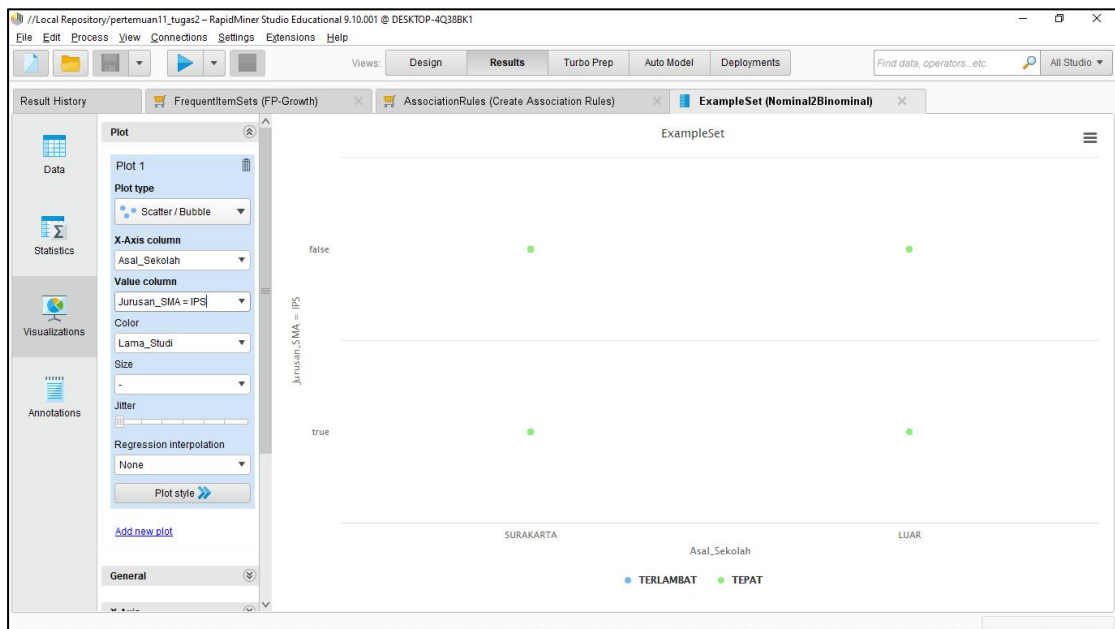 //Local Repository/pertemuan11_tugas2 – RapidMiner Studio Educational 9.10.001 @ DESKTOP-4Q38BK1
File Edit Process View Connections Settings Extensions Help
Views: Design Results Turbo Prep Auto Model Deployments Find data, operators...etc All Studio
Result History FrequentItemSets (FP-Growth) AssociationRules (Create Association Rules) ExampleSet (Nominal2Binominal)
Data
Statistics
Visualizations
Annotations
Plot
Plot 1
Plot type
Scatter / Bubble
X-Axis column
Asal_Sekolah
Value column
Jurusan_SMA = IPS
Color
Lama_Studi
Size
-
Jitter
Regression interpolation
None
Plot style
Add new plot
General
X-Axis
ExampleSet
false
true
Jurusan_SMA = IPS
SURAKARTA LUAR
Asal_Sekolah
TERLAMBAT TEPAT